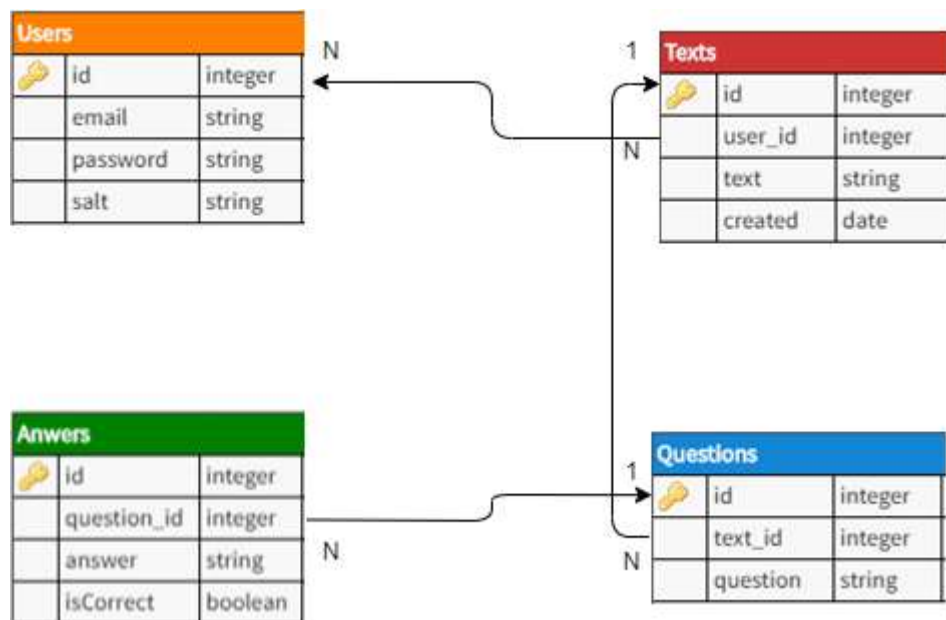 Users
id integer
email string
password string
salt string
N
1
Texts
id integer
user_id integer
text string
created date
N
Anwers
id integer
question_id integer
answer string
isCorrect boolean
N
1
Questions
id integer
text_id integer
question string
N